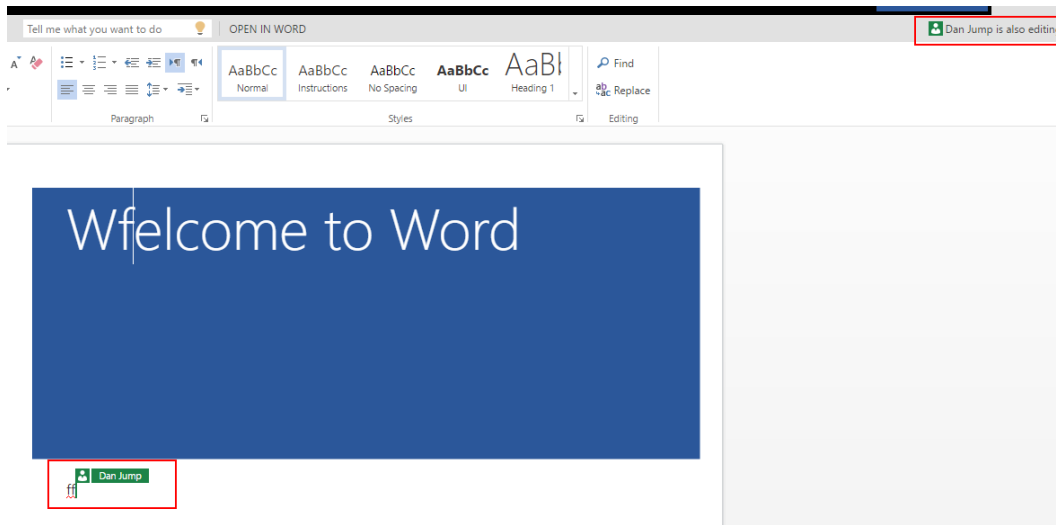 Tell me what you want to do OPEN IN WORD Dan Jump is also editing
A
AaBbCc AaBbCc AaBbCc AaBbCc AaBl Find
Normal Instructions No Spacing UI Heading 1 Replace
Paragraph Styles Editing
Wfelcome to Word
Dan Jump
ff